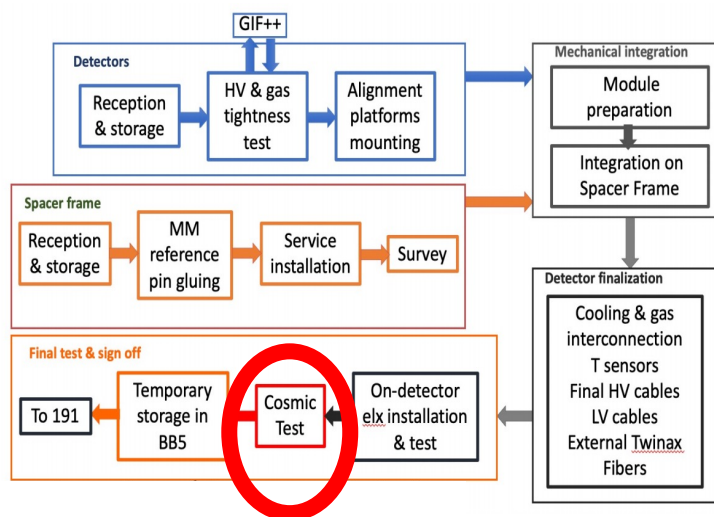 GIF++
Detectors
Reception
& storage
HV & gas
tightness
test
Alignment
platforms
mounting
Mechanical integration
Module
preparation
Integration on
Spacer Frame
Spacer frame
Reception
& storage
MM
reference
pin gluing
Service
installation
Survey
Detector finalization
Cooling & gas
interconnection
T sensors
Final HV cables
LV cables
External Twinax
Fibers
Final test & sign off
To 191
Temporary
storage in
BB5
Cosmic
Test
On-detector
elx installation
& test